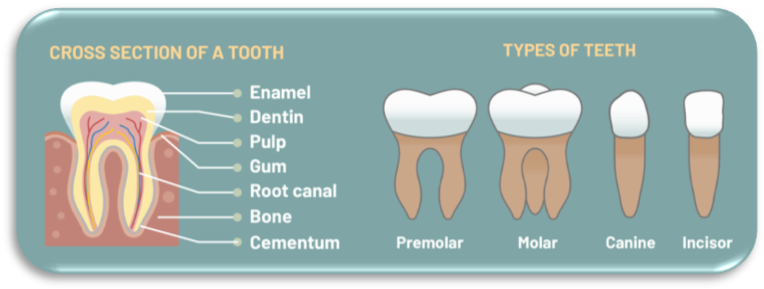 CROSS SECTION OF A TOOTH
Enamel
Dentin
Pulp
Gum
Root canal
Bone
Cementum
TYPES OF TEETH
Premolar
Molar
Canine
Incisor